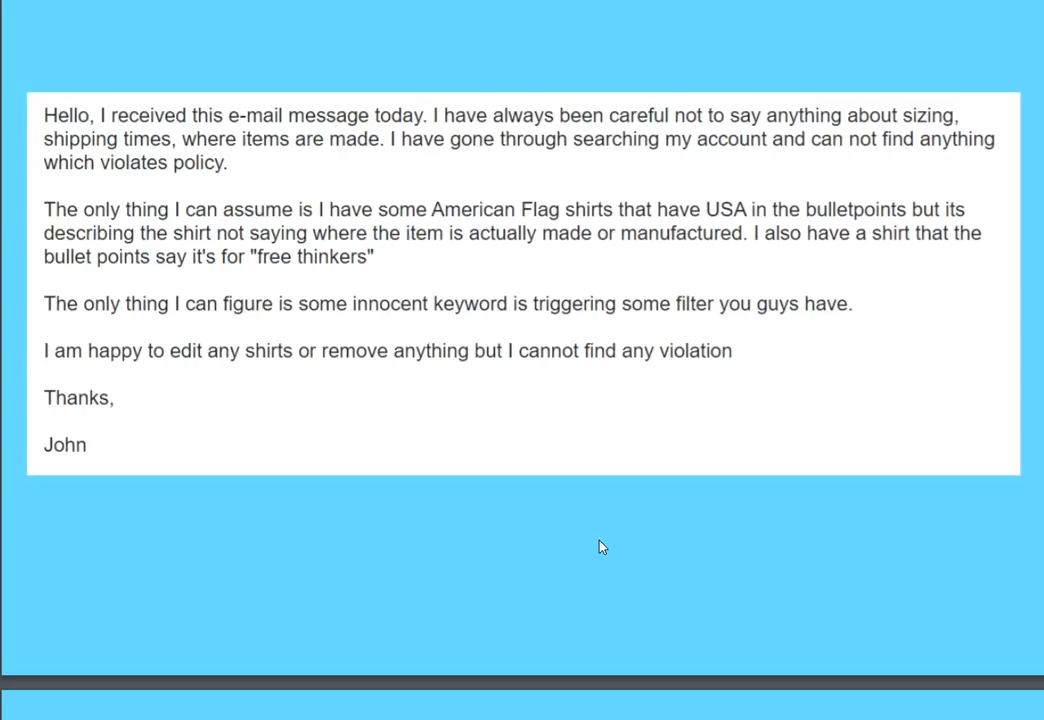 Hello, I received this e-mail message today. I have always been careful not to say anything about sizing,
shipping times, where items are made. I have gone through searching my account and can not find anything
which violates policy.
The only thing I can assume is I have some American Flag shirts that have USA in the bulletpoints but its
describing the shirt not saying where the item is actually made or manufactured. I also have a shirt that the
bullet points say it's for "free thinkers"
The only thing I can figure is some innocent keyword is triggering some filter you guys have.
I am happy to edit any shirts or remove anything but I cannot find any violation
Thanks,
John